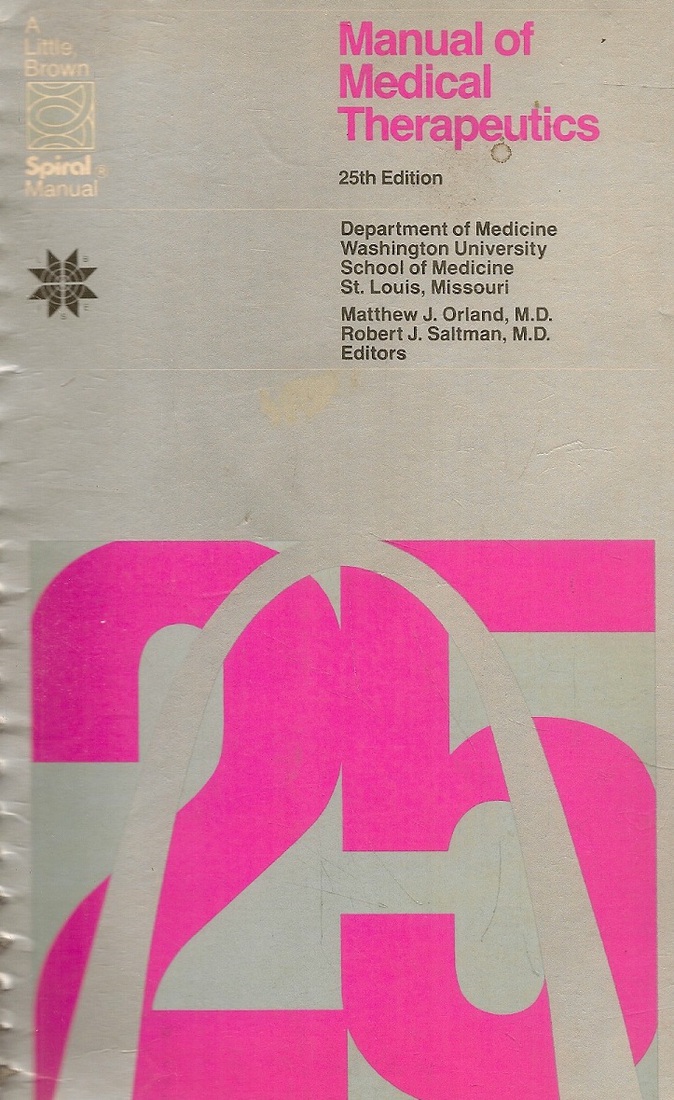 A
Little,
Brown
Spiral ®
Manual
Manual of
Medical
Therapeutics
25th Edition
Department of Medicine
Washington University
School of Medicine
St. Louis, Missouri
Matthew J. Orland, M.D.
Robert J. Saltman, M.D.
Editors
25